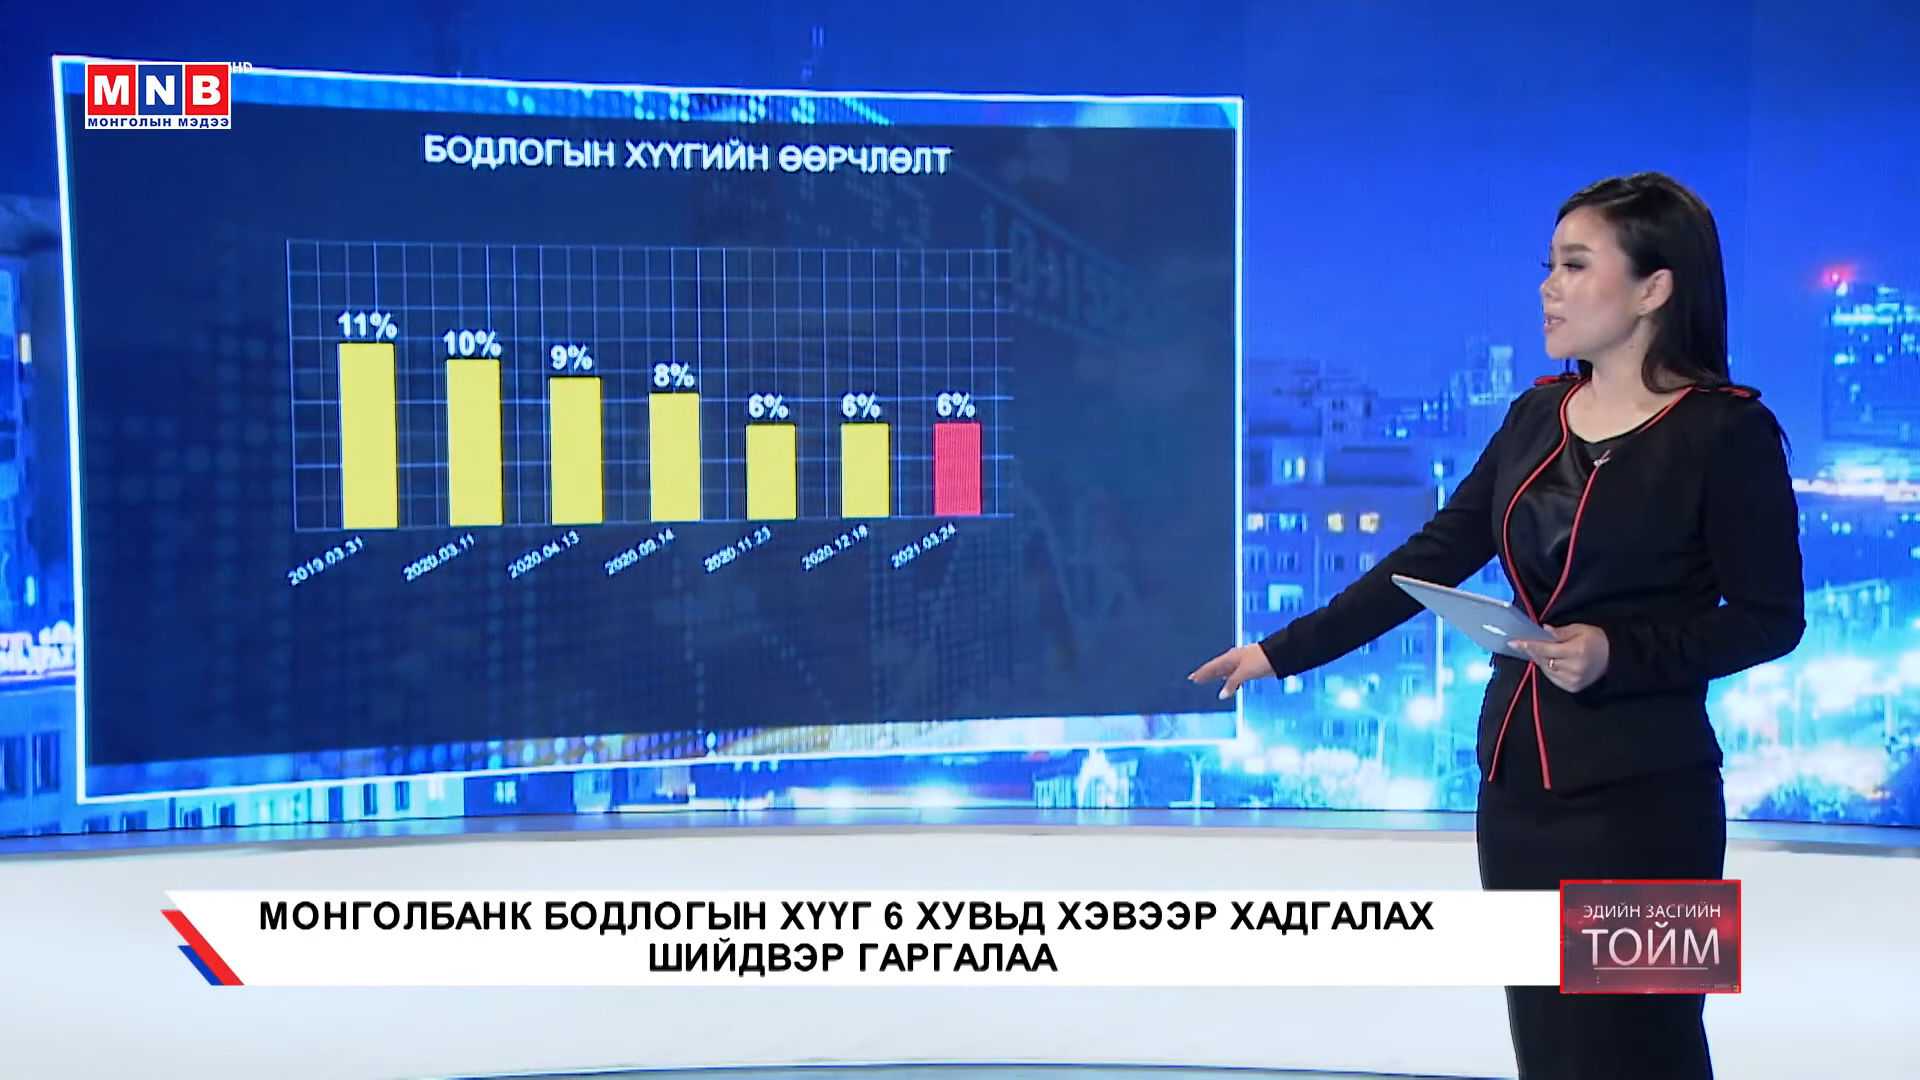 MNB
HD
МОНГОЛЫН МЭДЭЭ
БОДЛОГЫН ХҮҮГИЙН ӨӨРЧЛӨЛТ
11%
10%
9%
8%
6%
6%
6%
2019.03.31
2020.03.11
2020.04.13
2020.09.14
2020.11.23
2020.12.18
2021.03.24
МОНГОЛБАНК БОДЛОГЫН ХҮҮГ 6 ХУВЬД ХЭВЭЭР ХАДГАЛАХ
ШИЙДВЭР ГАРГАЛАА
ЭДИЙН ЗАСГИЙН
ТОЙМ